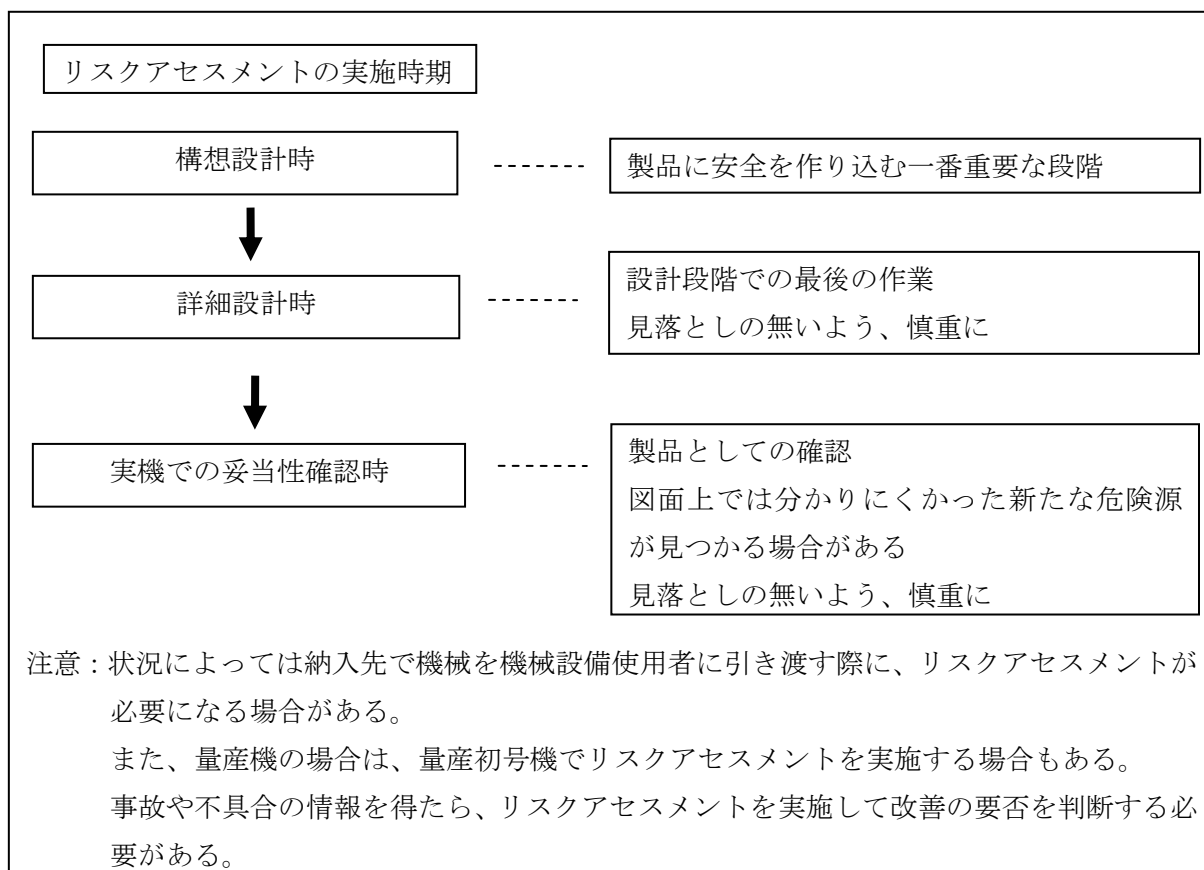 リスクアセスメントの実施時期
構想設計時
製品に安全を作り込む一番重要な段階
詳細設計時
設計段階での最後の作業
見落としの無いよう、慎重に
実機での妥当性確認時
製品としての確認
図面上では分かりにくかった新たな危険源
が見つかる場合がある
見落としの無いよう、慎重に
注意：状況によっては納入先で機械を機械設備使用者に引き渡す際に、リスクアセスメントが
必要になる場合がある。
また、量産機の場合は、量産初号機でリスクアセスメントを実施する場合もある。
事故や不具合の情報を得たら、リスクアセスメントを実施して改善の要否を判断する必
要がある。